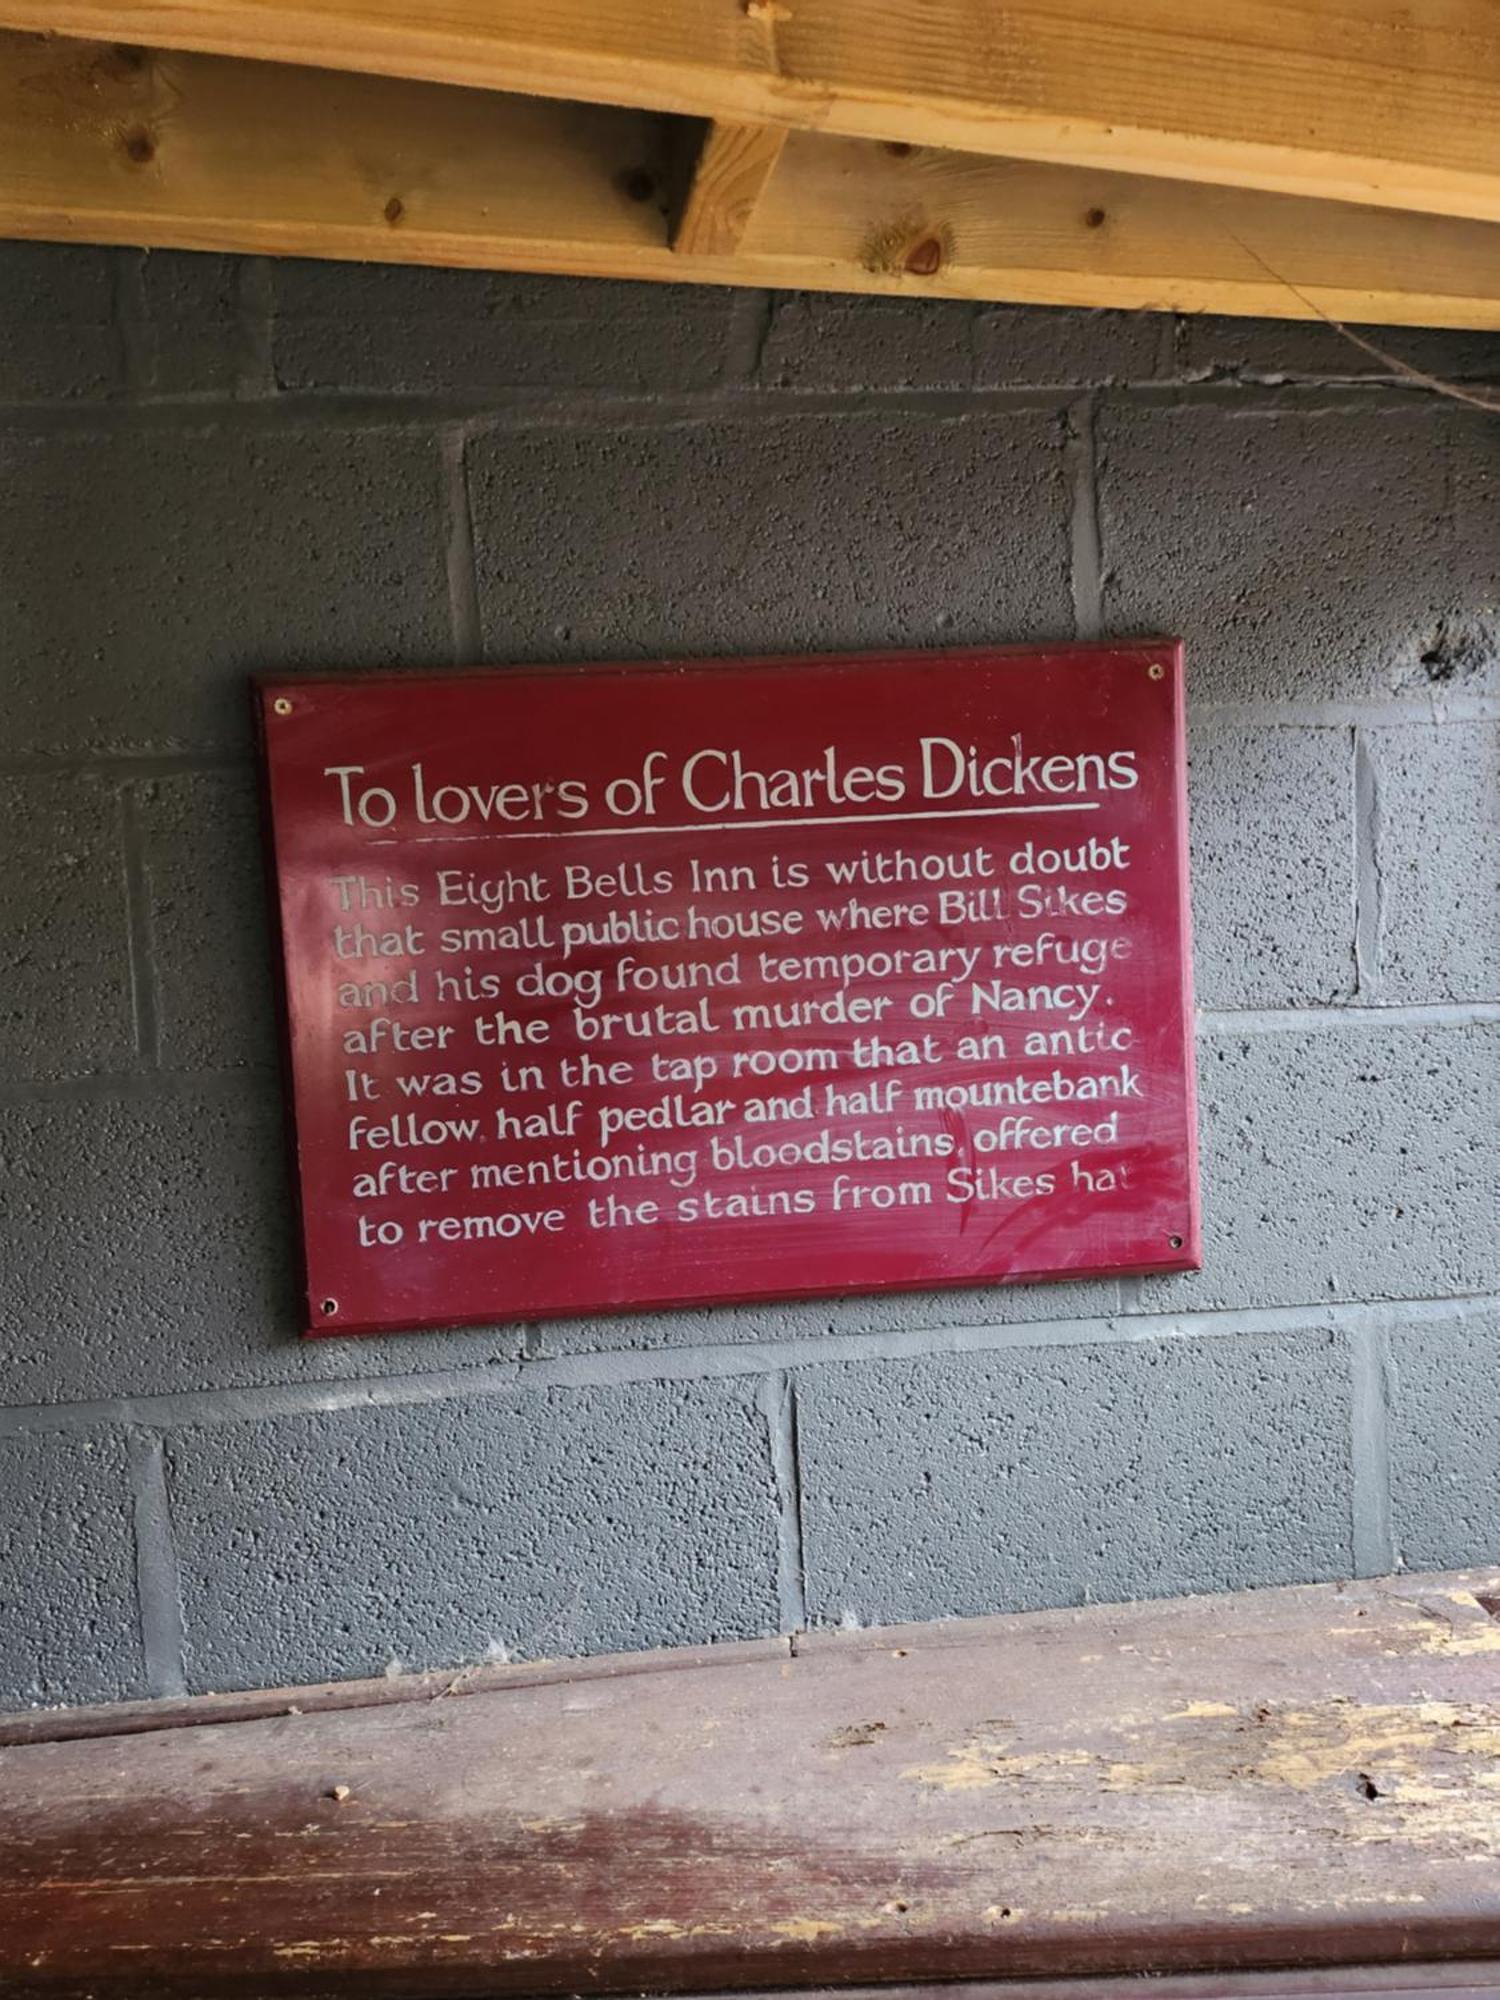 To lovers of Charles Dickens
This Eight Bells Inn is without doubt
that small public house where Bill Sikes
and his dog found temporary refuge
after the brutal murder of Nancy.
It was in the tap room that an antic
fellow, half pedlar and half mountebank
after mentioning bloodstains, offered
to remove the stains from Sikes hat